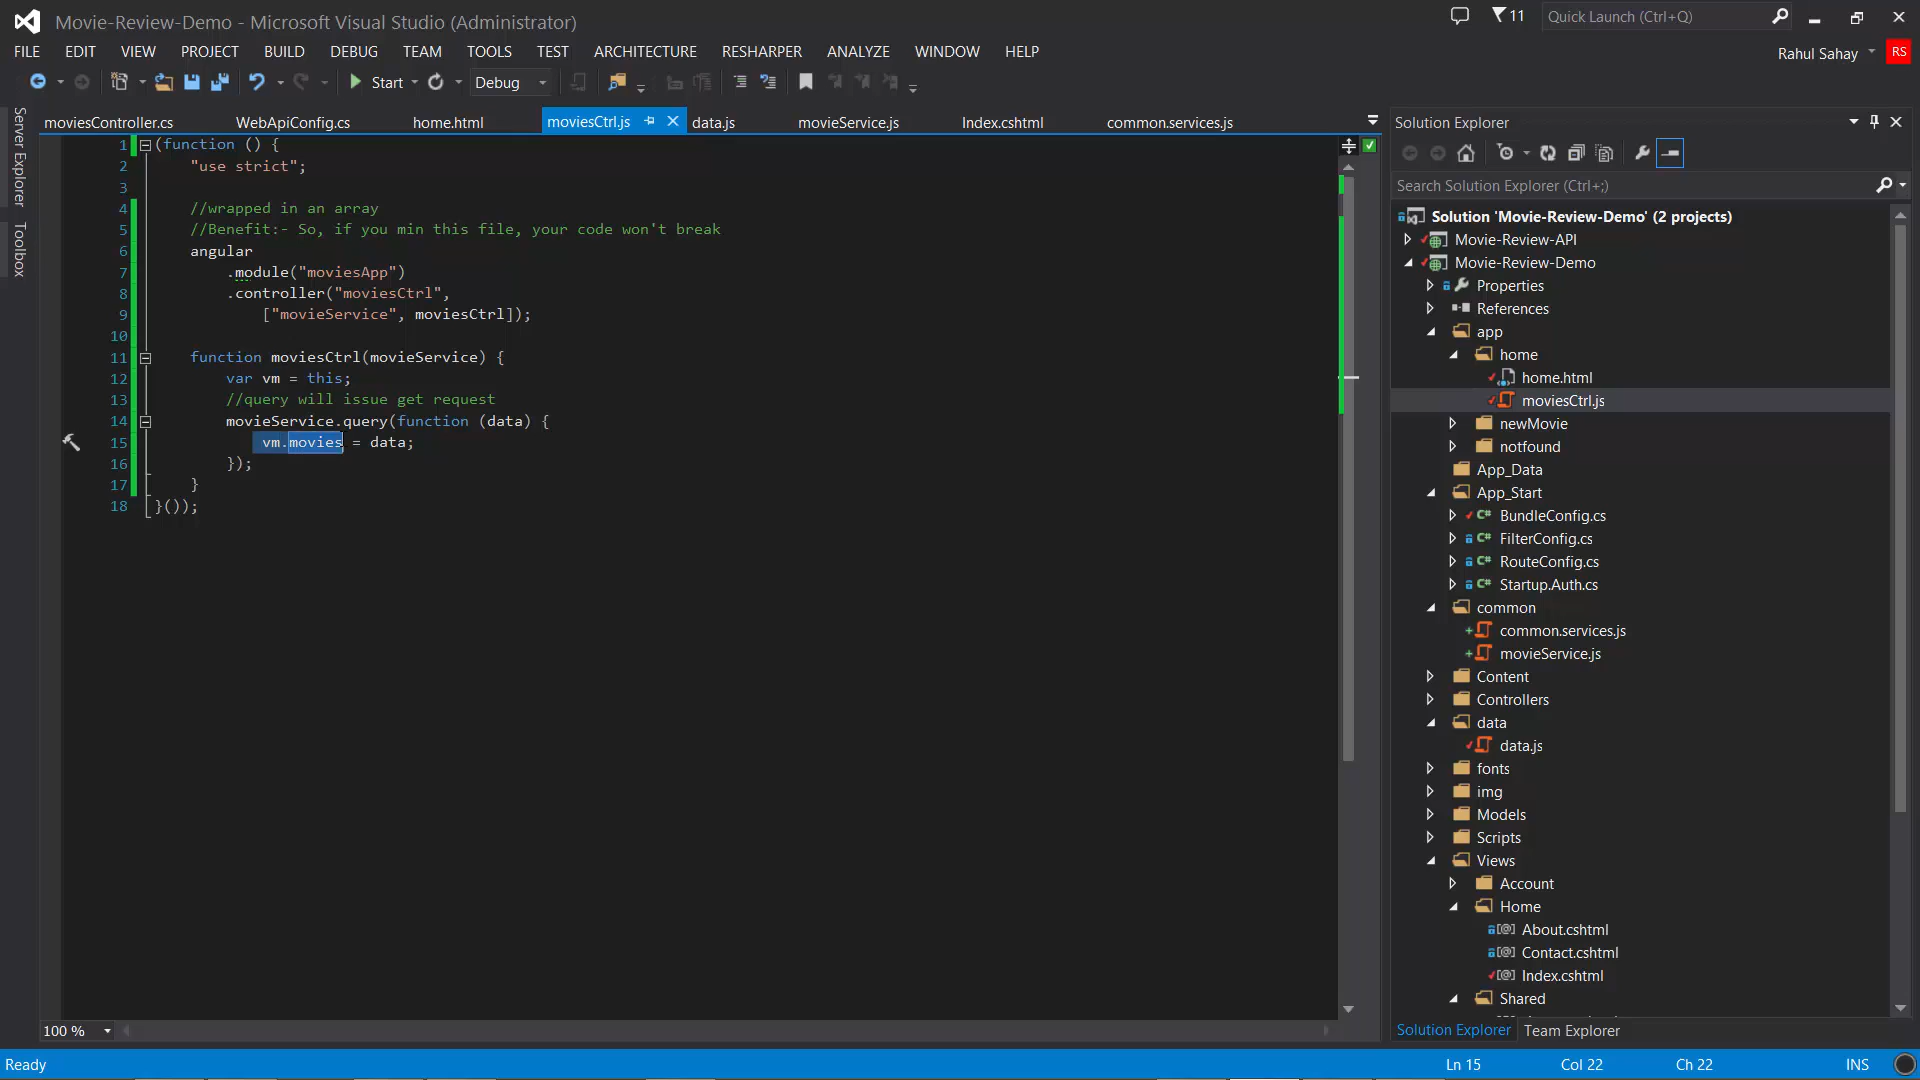 Movie-Review-Demo - Microsoft Visual Studio (Administrator)
11
Quick Launch (Ctrl+Q)
FILE EDIT VIEW PROJECT BUILD DEBUG TEAM TOOLS TEST ARCHITECTURE RESHARPER ANALYZE WINDOW HELP
Rahul Sahay
RS
Start
Debug
Server Explorer
Toolbox
moviesController.cs WebApiConfig.cs home.html moviesCtrl.js data.js movieService.js Index.cshtml common.services.js
1 (function () {
2 "use strict";
3
4 //wrapped in an array
5 //Benefit:- So, if you min this file, your code won't break
6 angular
7 .module("moviesApp")
8 .controller("moviesCtrl",
9 ["movieService", moviesCtrl]);
10
11 function moviesCtrl(movieService) {
12 var vm = this;
13 //query will issue get request
14 movieService.query(function (data) {
15 vm.movies = data;
16 });
17 }
18 }());
100 %
Solution Explorer
Search Solution Explorer (Ctrl+;)
Solution 'Movie-Review-Demo' (2 projects)
Movie-Review-API
Movie-Review-Demo
Properties
References
app
home
home.html
moviesCtrl.js
newMovie
notfound
App_Data
App_Start
BundleConfig.cs
FilterConfig.cs
RouteConfig.cs
Startup.Auth.cs
common
common.services.js
movieService.js
Content
Controllers
data
data.js
fonts
img
Models
Scripts
Views
Account
Home
About.cshtml
Contact.cshtml
Index.cshtml
Shared
Solution Explorer Team Explorer
Ready
Ln 15 Col 22 Ch 22 INS